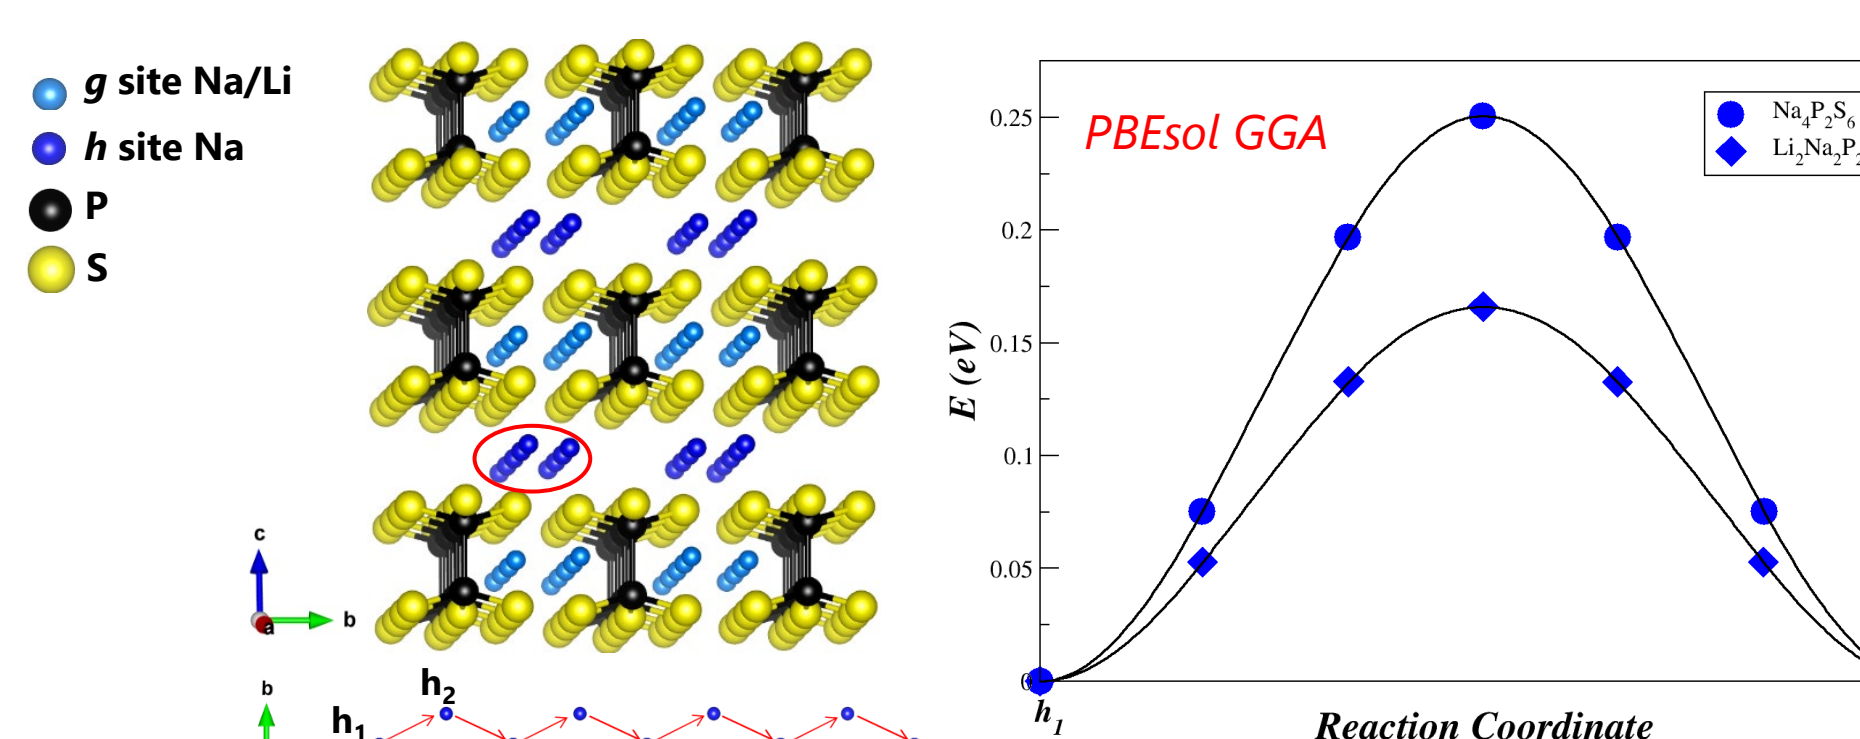 g site Na/Li
h site Na
P
S
c
b
a
b
h2
h1
PBEsol GGA
Na4P2S6
Li2Na2P2
0.25
0.2
0.15
0.1
0.05
0
E (eV)
h1
Reaction Coordinate